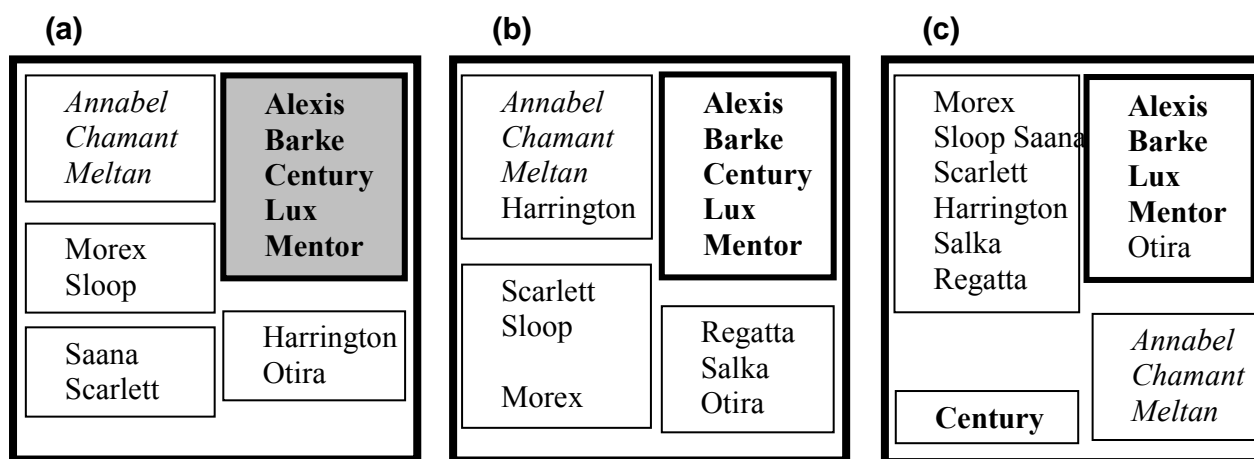 (a)
Annabel
Chamant
Meltan
Alexis
Barke
Century
Lux
Mentor
Morex
Sloop
Saana
Scarlett
Harrington
Otira
(b)
Annabel
Chamant
Meltan
Harrington
Alexis
Barke
Century
Lux
Mentor
Scarlett
Sloop
Morex
Regatta
Salka
Otira
(c)
Morex
Sloop Saana
Scarlett
Harrington
Salka
Regatta
Alexis
Barke
Lux
Mentor
Otira
Century
Annabel
Chamant
Meltan